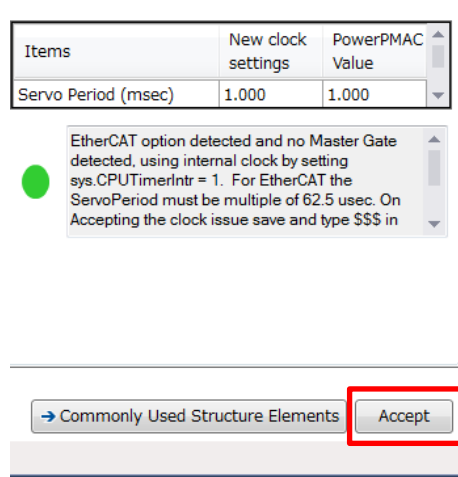 Items New clock settings PowerPMAC Value
Servo Period (msec) 1.000 1.000
EtherCAT option detected and no Master Gate
detected, using internal clock by setting
sys.CPUTimerIntr = 1. For EtherCAT the
ServoPeriod must be multiple of 62.5 usec. On
Accepting the clock issue save and type $$$ in
Commonly Used Structure Elements Accept